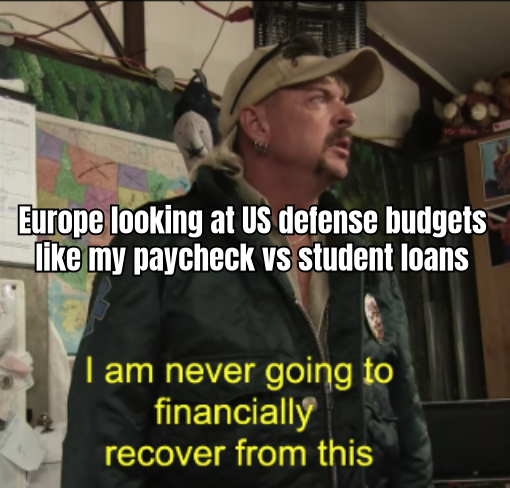 Europe looking at US defense budgets
like my paycheck vs student loans
I am never going to
financially
recover from this